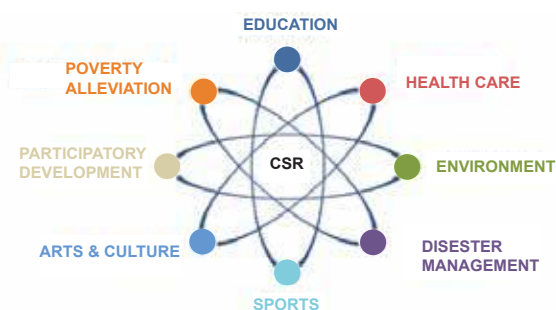 EDUCATION
POVERTY
ALLEVIATION
HEALTH CARE
PARTICIPATORY
DEVELOPMENT
CSR
ENVIRONMENT
ARTS & CULTURE
DISESTER
MANAGEMENT
SPORTS